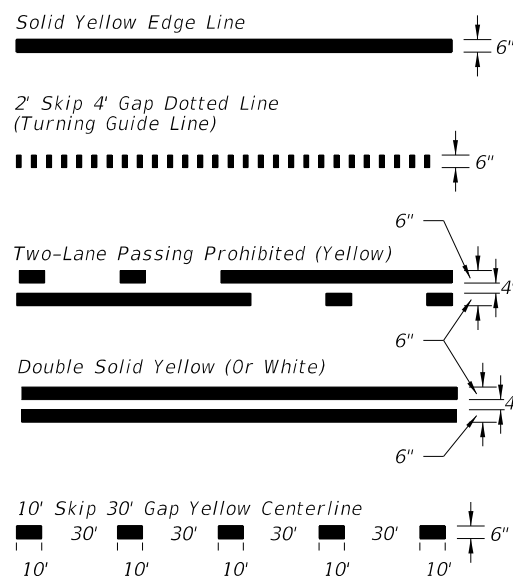 Solid Yellow Edge Line
6"
2' Skip 4' Gap Dotted Line
(Turning Guide Line)
6"
6"
Two-Lane Passing Prohibited (Yellow)
4"
6"
Double Solid Yellow (Or White)
4
6"
10' Skip 30' Gap Yellow Centerline
30' 30' 30' 30' 6"
10' 10' 10' 10' 10'